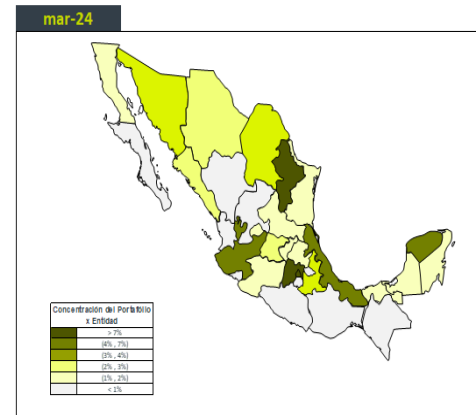 mar-24
Concentración del Portafolio
x Entidad
> 7%
(4% , 7%)
(3% , 4%)
(2% , 3%)
(1% , 2%)
< 1%